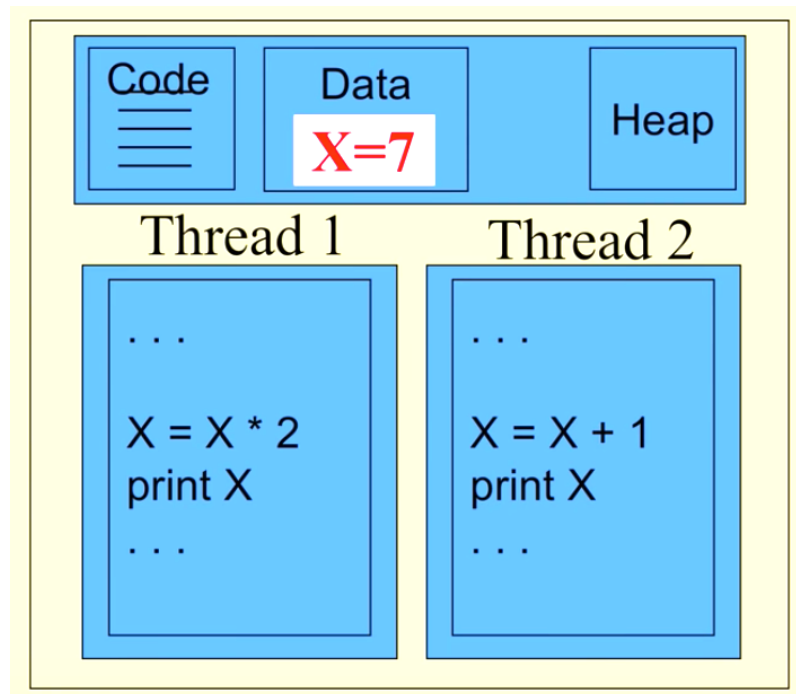 Code
Data
X=7
Heap
Thread 1
Thread 2
. . .
X = X * 2
print X
. . .
. . .
X = X + 1
print X
. . .